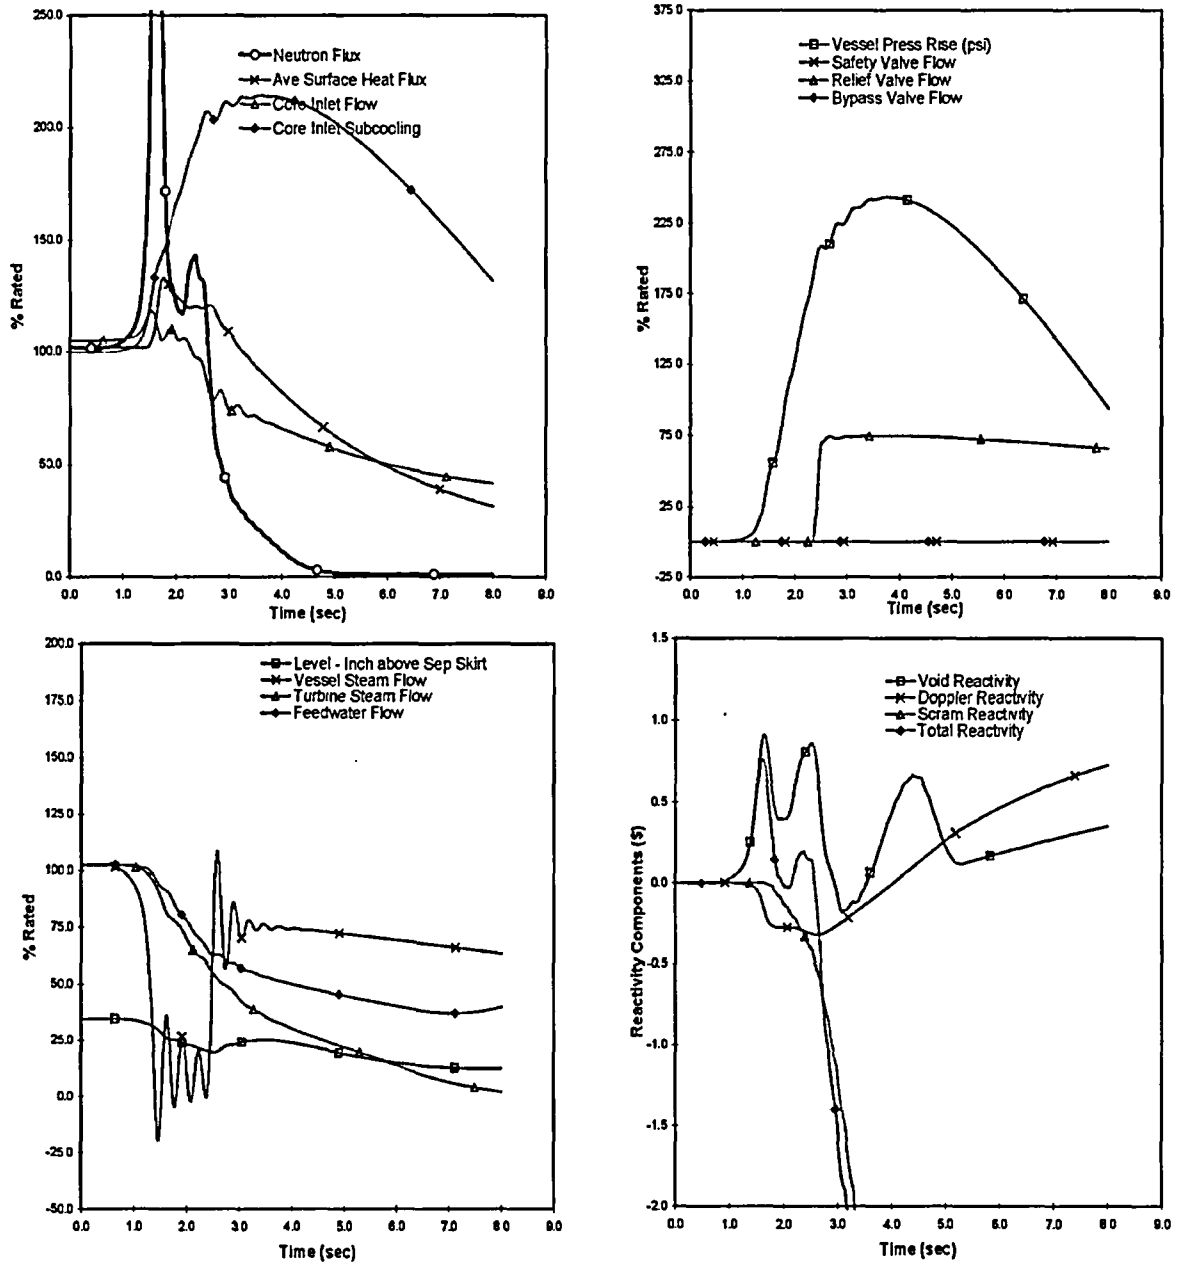 250.0
200.0
150.0
100.0
50.0
0.0
% Rated
Neutron Flux
Ave Surface Heat Flux
Core Inlet Flow
Core Inlet Subcooling
0.0 1.0 2.0 3.0 4.0 5.0 6.0 7.0 8.0 9.0
Time (sec)
375.0
325.0
275.0
225.0
175.0
125.0
75.0
25.0
-25.0
% Rated
Vessel Press Rise (psi)
Safety Valve Flow
Relief Valve Flow
Bypass Valve Flow
0.0 1.0 2.0 3.0 4.0 5.0 6.0 7.0 8.0 9.0
Time (sec)
200.0
175.0
150.0
125.0
100.0
75.0
50.0
25.0
0.0
-25.0
-50.0
% Rated
Level - Inch above Sep Skirt
Vessel Steam Flow
Turbine Steam Flow
Feedwater Flow
0.0 1.0 2.0 3.0 4.0 5.0 6.0 7.0 8.0 9.0
Time (sec)
1.5
1.0
0.5
0.0
-0.5
-1.0
-1.5
-2.0
Reactivity Components ($)
Void Reactivity
Doppler Reactivity
Scram Reactivity
Total Reactivity
0.0 1.0 2.0 3.0 4.0 5.0 6.0 7.0 8.0 9.0
Time (sec)